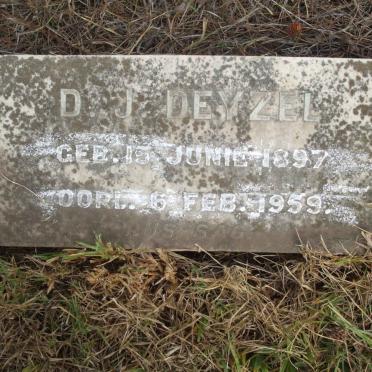 D. J. DEYZEL
GEB. 15 JUNIE 1897
OORL. 6 FEB. 1959.